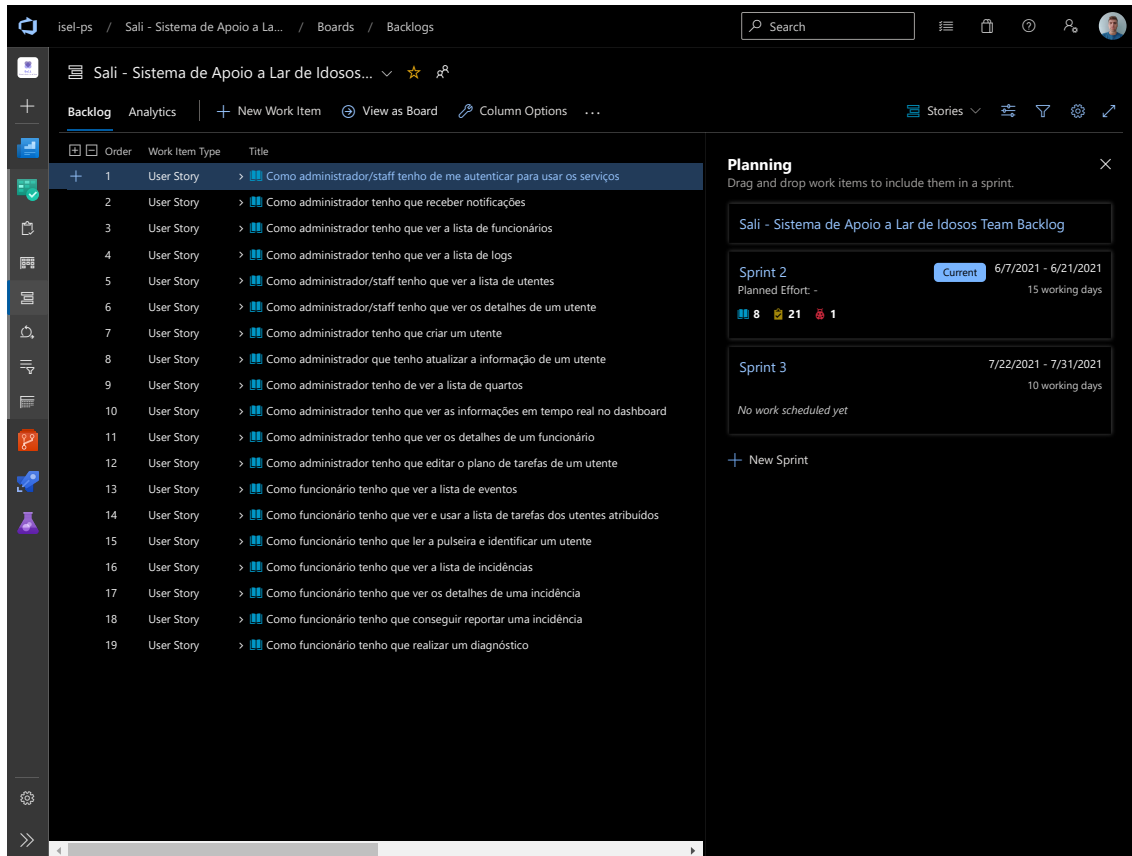 isel-ps / Sali - Sistema de Apoio a La... / Boards / Backlogs
Search
Sali - Sistema de Apoio a Lar de Idosos...
Backlog Analytics New Work Item View as Board Column Options ...
Stories
Order Work Item Type Title
1 User Story Como administrador/staff tenho de me autenticar para usar os serviços
2 User Story Como administrador tenho que receber notificações
3 User Story Como administrador tenho que ver a lista de funcionários
4 User Story Como administrador tenho que ver a lista de logs
5 User Story Como administrador/staff tenho que ver a lista de utentes
6 User Story Como administrador/staff tenho que ver os detalhes de um utente
7 User Story Como administrador tenho que criar um utente
8 User Story Como administrador que tenho atualizar a informação de um utente
9 User Story Como administrador tenho de ver a lista de quartos
10 User Story Como administrador tenho que ver as informações em tempo real no dashboard
11 User Story Como administrador tenho que ver os detalhes de um funcionário
12 User Story Como administrador tenho que editar o plano de tarefas de um utente
13 User Story Como funcionário tenho que ver a lista de eventos
14 User Story Como funcionário tenho que ver e usar a lista de tarefas dos utentes atribuídos
15 User Story Como funcionário tenho que ler a pulseira e identificar um utente
16 User Story Como funcionário tenho que ver a lista de incidências
17 User Story Como funcionário tenho que ver os detalhes de uma incidência
18 User Story Como funcionário tenho que conseguir reportar uma incidência
19 User Story Como funcionário tenho que realizar um diagnóstico
Planning
Drag and drop work items to include them in a sprint.
Sali - Sistema de Apoio a Lar de Idosos Team Backlog
Sprint 2 Current 6/7/2021 - 6/21/2021
Planned Effort: - 15 working days
8 21 1
Sprint 3 7/22/2021 - 7/31/2021
10 working days
No work scheduled yet
New Sprint